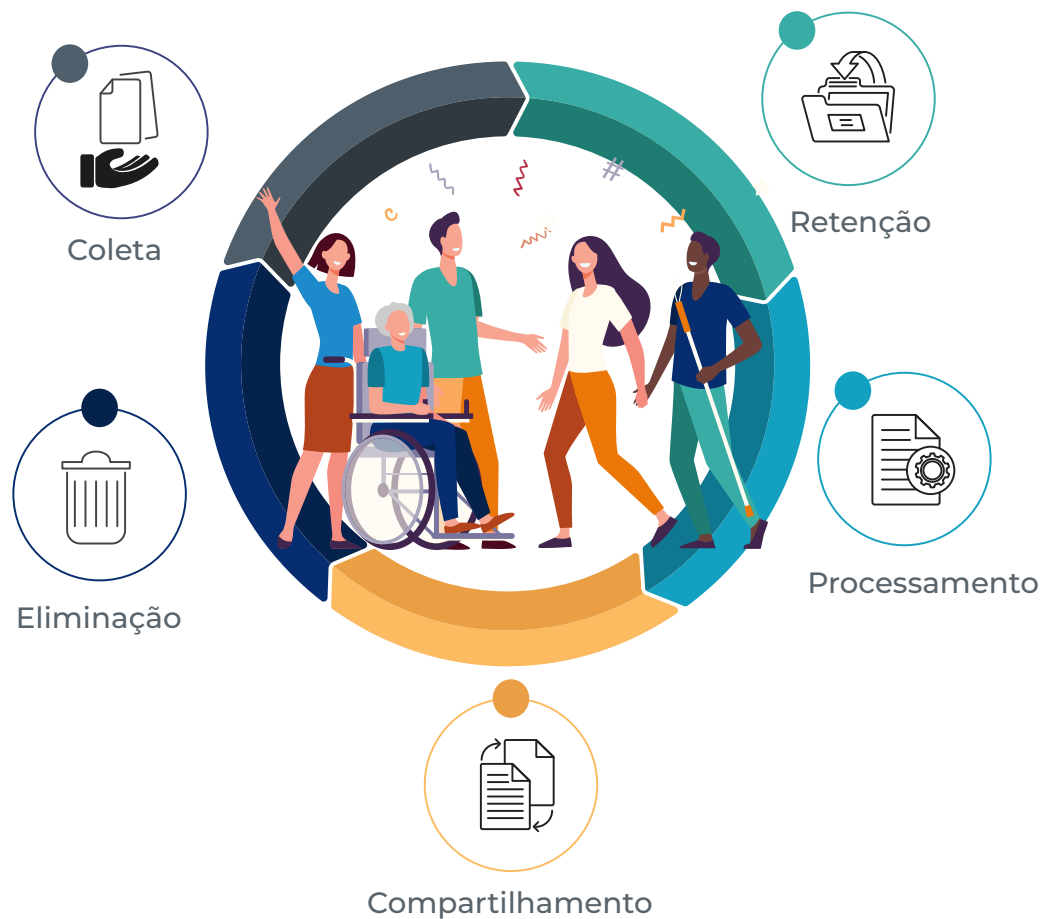 Coleta
Retenção
Processamento
Compartilhamento
Eliminação